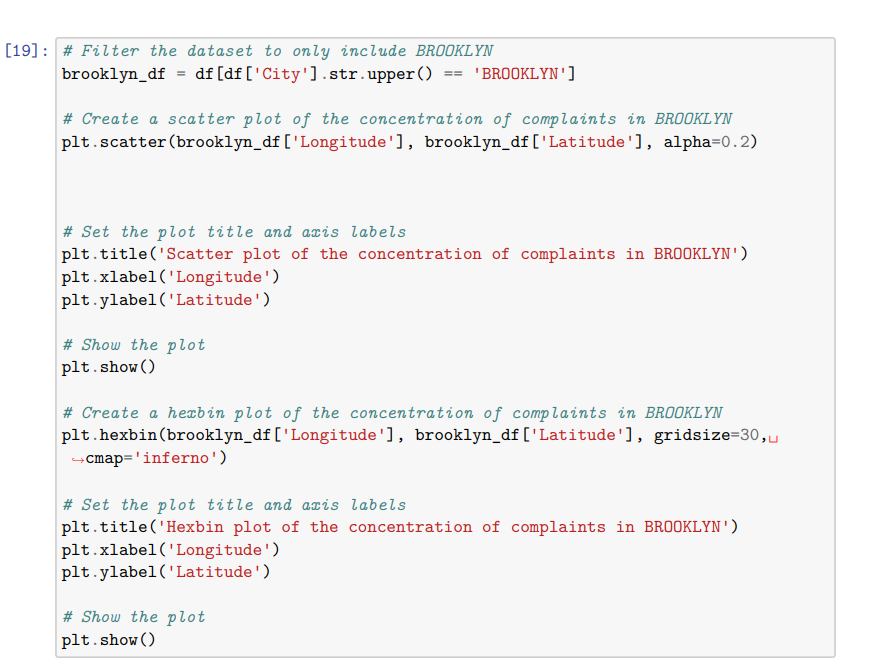 [19]: # Filter the dataset to only include BROOKLYN
brooklyn_df = df[df['City'].str.upper() == 'BROOKLYN']
# Create a scatter plot of the concentration of complaints in BROOKLYN
plt.scatter(brooklyn_df['Longitude'], brooklyn_df['Latitude'], alpha=0.2)
# Set the plot title and axis labels
plt.title('Scatter plot of the concentration of complaints in BROOKLYN')
plt.xlabel('Longitude')
plt.ylabel('Latitude')
# Show the plot
plt.show()
# Create a hexbin plot of the concentration of complaints in BROOKLYN
plt.hexbin(brooklyn_df['Longitude'], brooklyn_df['Latitude'], gridsize=30,␣
↪cmap='inferno')
# Set the plot title and axis labels
plt.title('Hexbin plot of the concentration of complaints in BROOKLYN')
plt.xlabel('Longitude')
plt.ylabel('Latitude')
# Show the plot
plt.show()